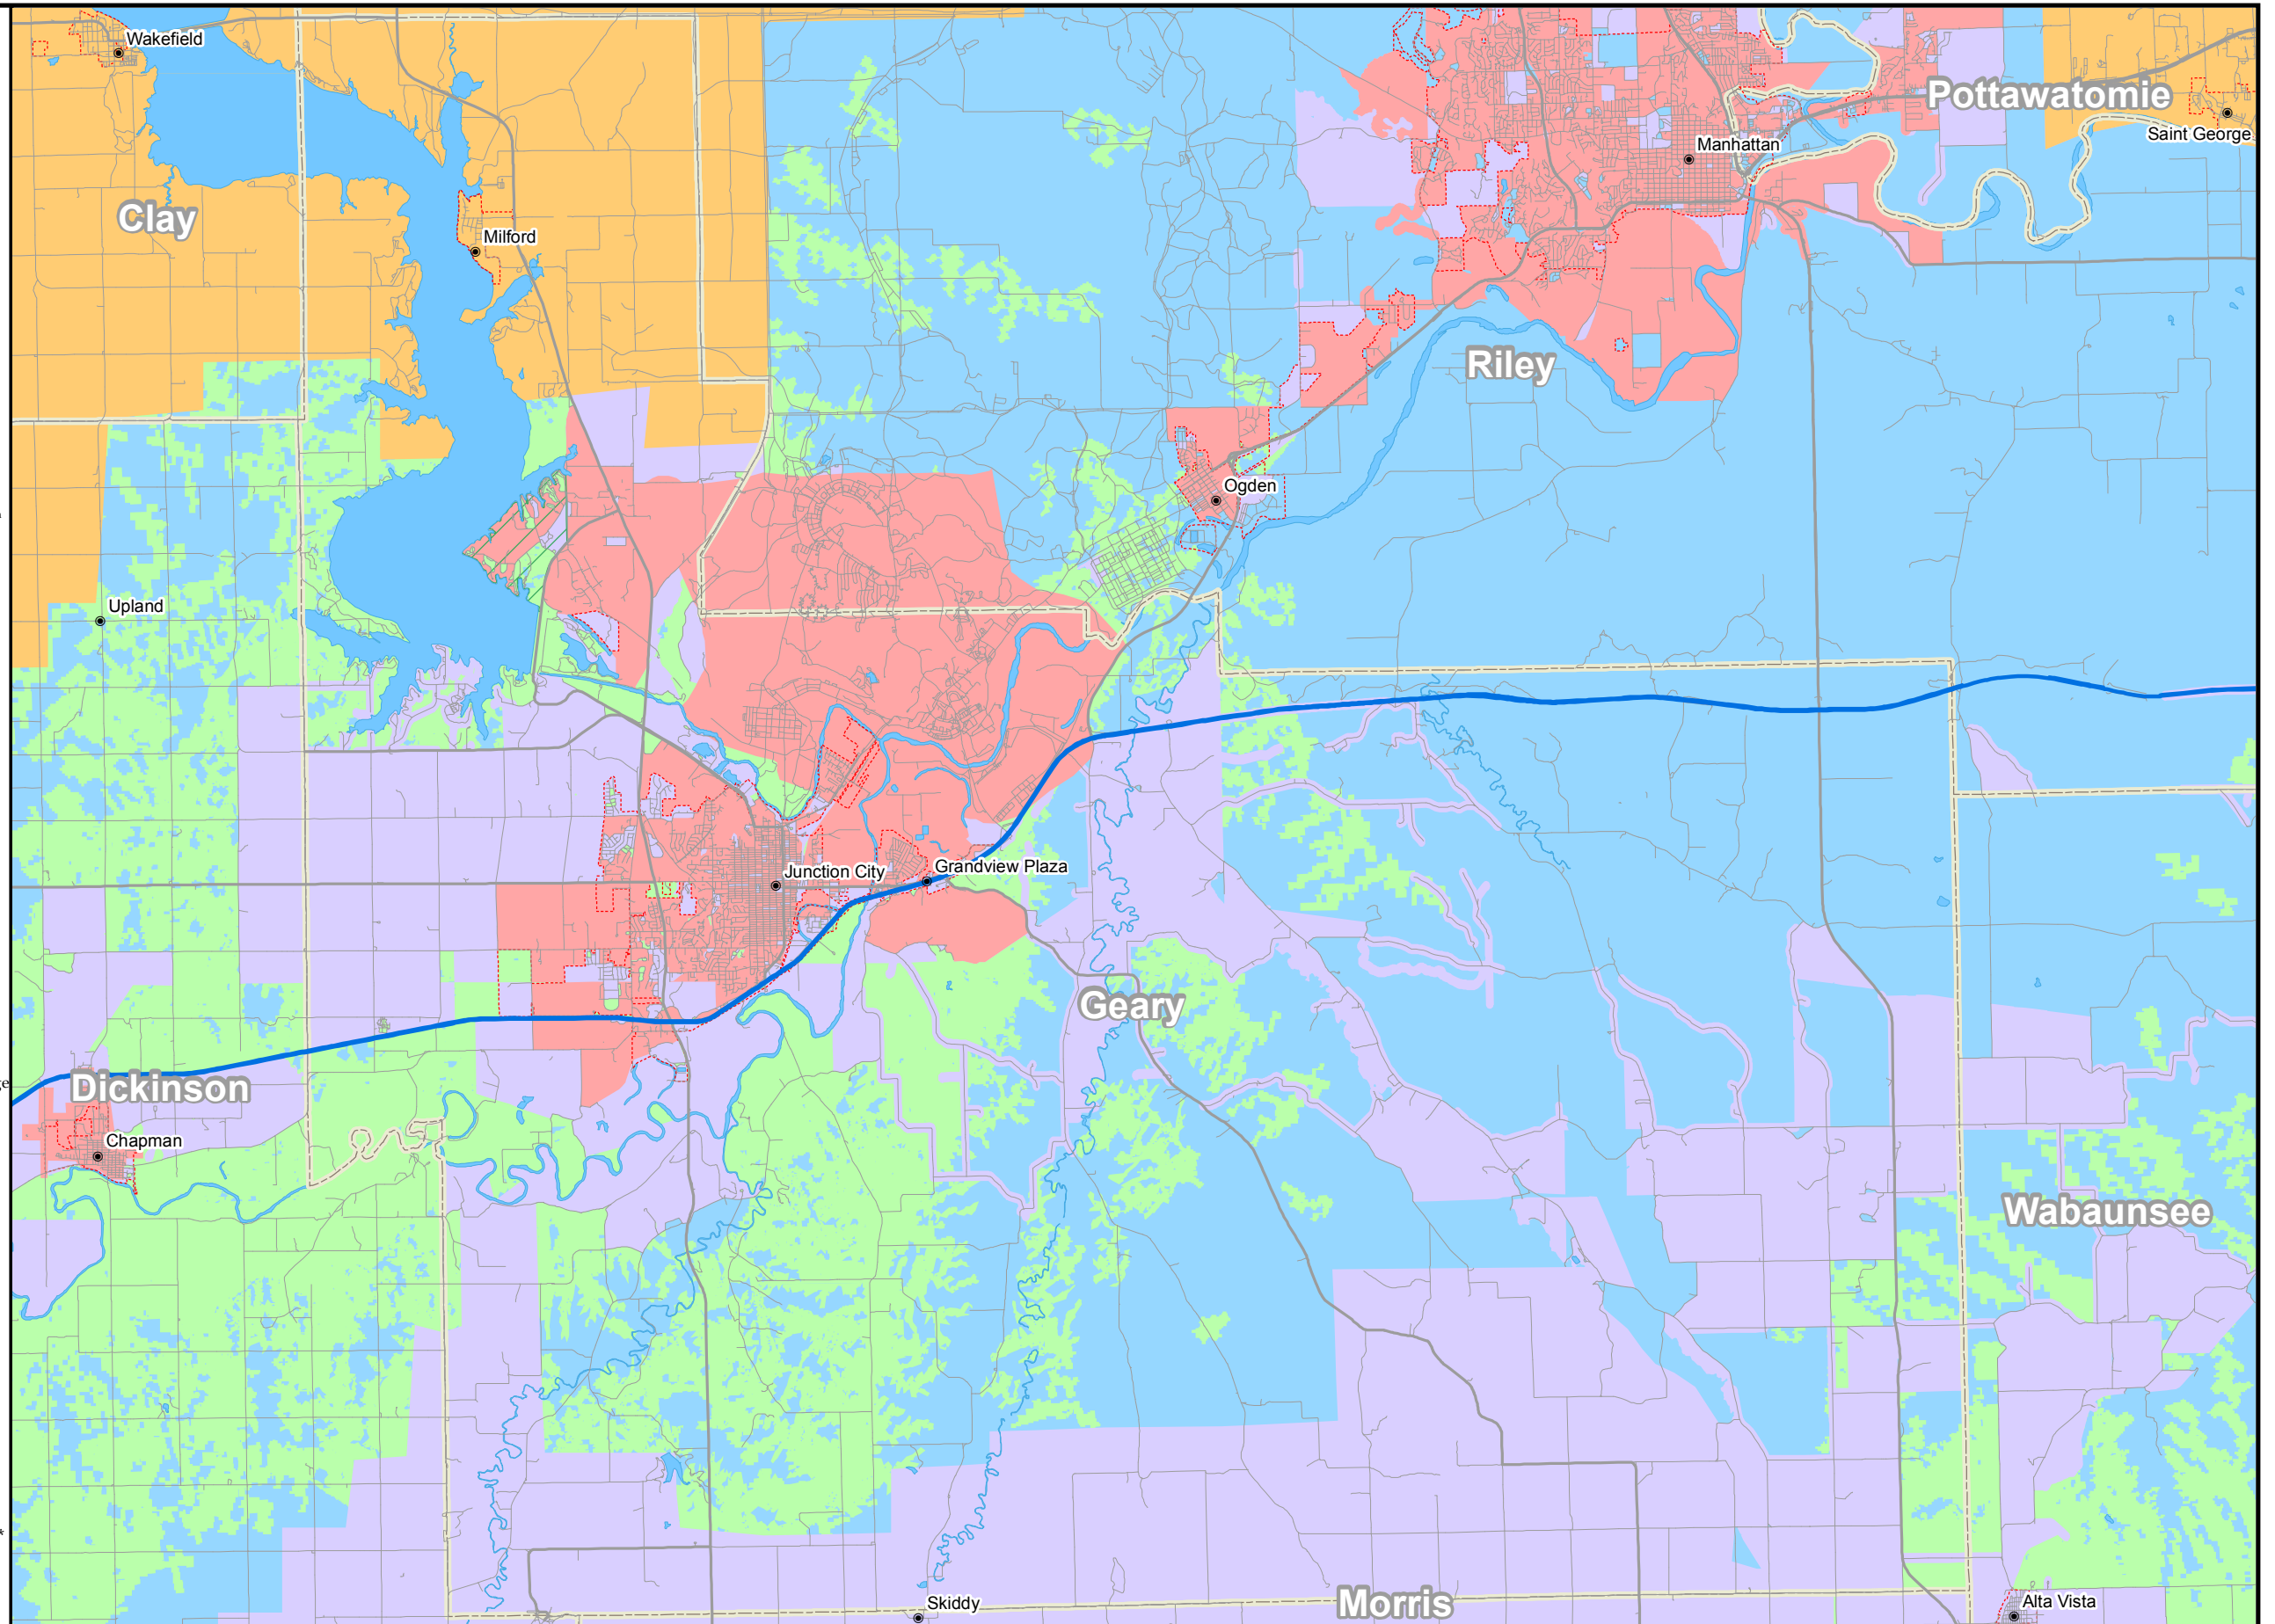 Wakefield
Pottawatomie
Saint George
Manhattan
Clay
Milford
Riley
Ogden
Upland
Grandview Plaza
Junction City
Geary
Dickinson
Chapman
Wabaunsee
Skiddy
Morris
Alta Vista
*